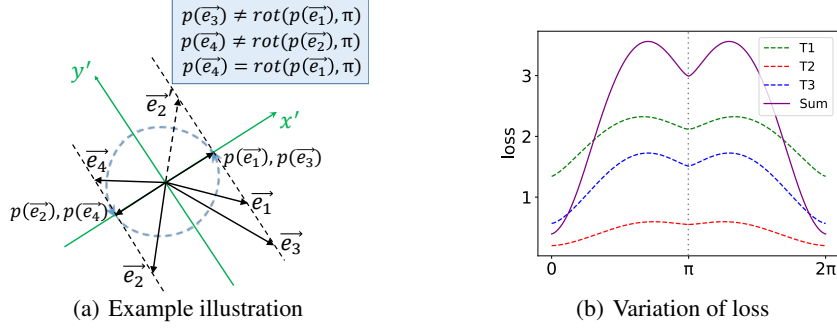 p(e₃→) ≠ rot(p(e₁→), π)
p(e₄→) ≠ rot(p(e₂→), π)
p(e₄→) = rot(p(e₁→), π)
y′
x′
e₂→′
e₄→
p(e₁→), p(e₃→)
p(e₂→), p(e₄→)
e₁→
e₃→
e₂→
(a) Example illustration
T1
T2
T3
Sum
loss
3
2
1
0
π
2π
(b) Variation of loss